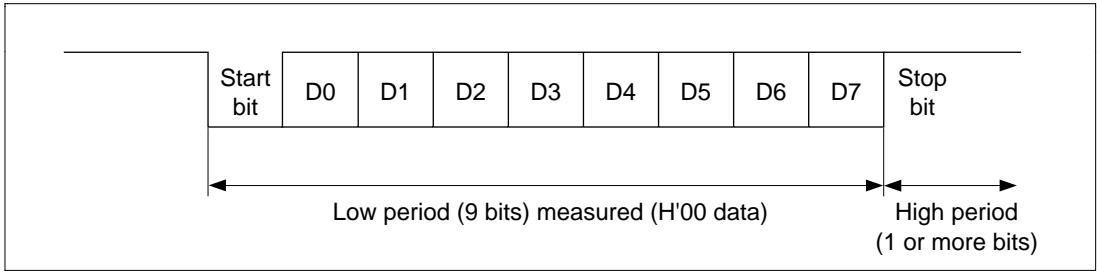 Start bit D0 D1 D2 D3 D4 D5 D6 D7 Stop bit
Low period (9 bits) measured (H'00 data)
High period
(1 or more bits)